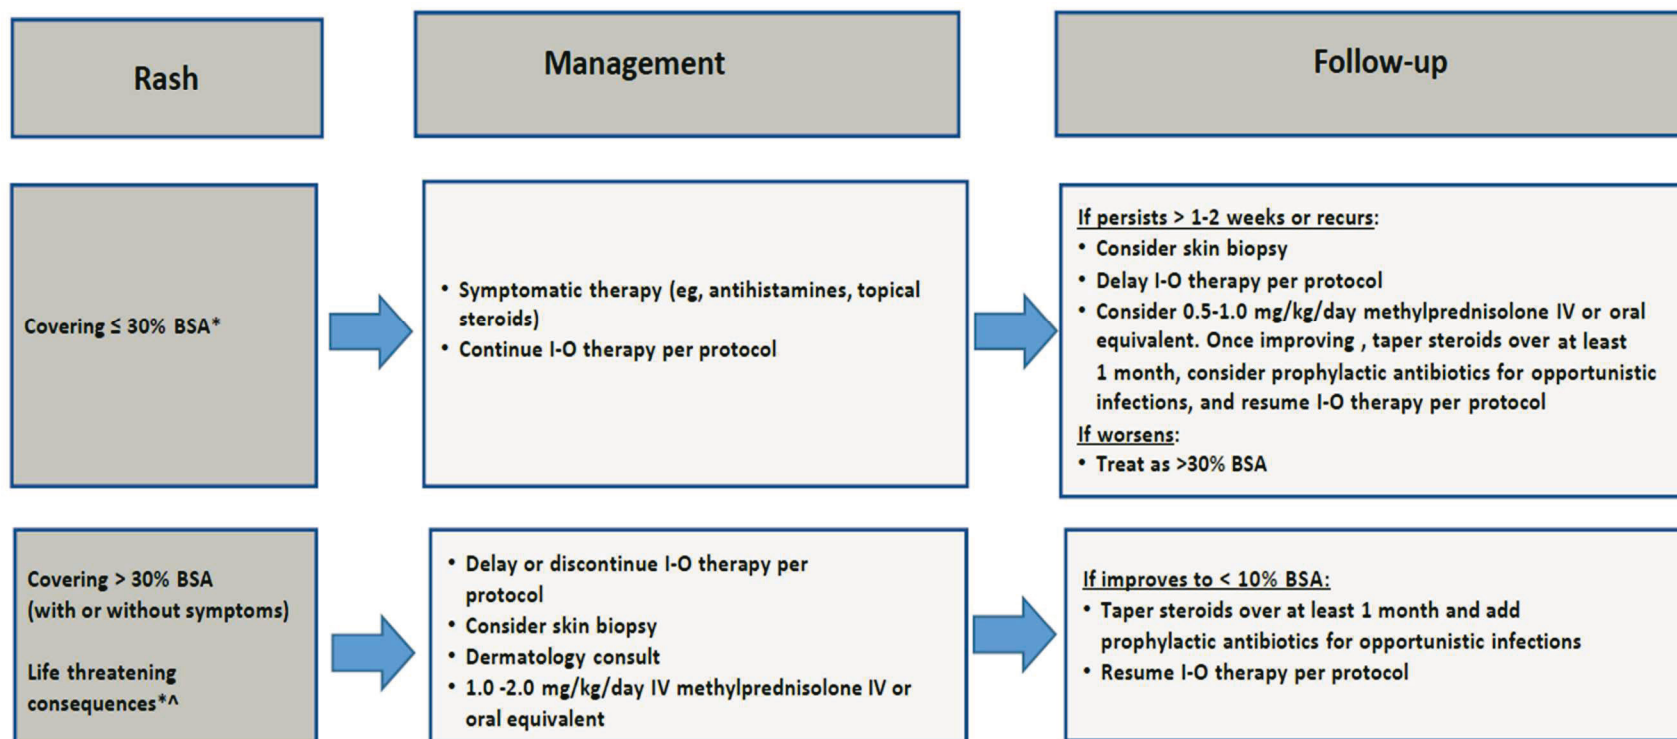 Rash
Management
Follow-up
Covering ≤ 30% BSA*
• Symptomatic therapy (eg, antihistamines, topical
steroids)
• Continue I-O therapy per protocol
If persists > 1-2 weeks or recurs:
• Consider skin biopsy
• Delay I-O therapy per protocol
• Consider 0.5-1.0 mg/kg/day methylprednisolone IV or oral
equivalent. Once improving , taper steroids over at least
1 month, consider prophylactic antibiotics for opportunistic
infections, and resume I-O therapy per protocol
If worsens:
• Treat as >30% BSA
Covering > 30% BSA
(with or without symptoms)
Life threatening
consequences*^
• Delay or discontinue I-O therapy per
protocol
• Consider skin biopsy
• Dermatology consult
• 1.0 -2.0 mg/kg/day IV methylprednisolone IV or
oral equivalent
If improves to < 10% BSA:
• Taper steroids over at least 1 month and add
prophylactic antibiotics for opportunistic infections
• Resume I-O therapy per protocol